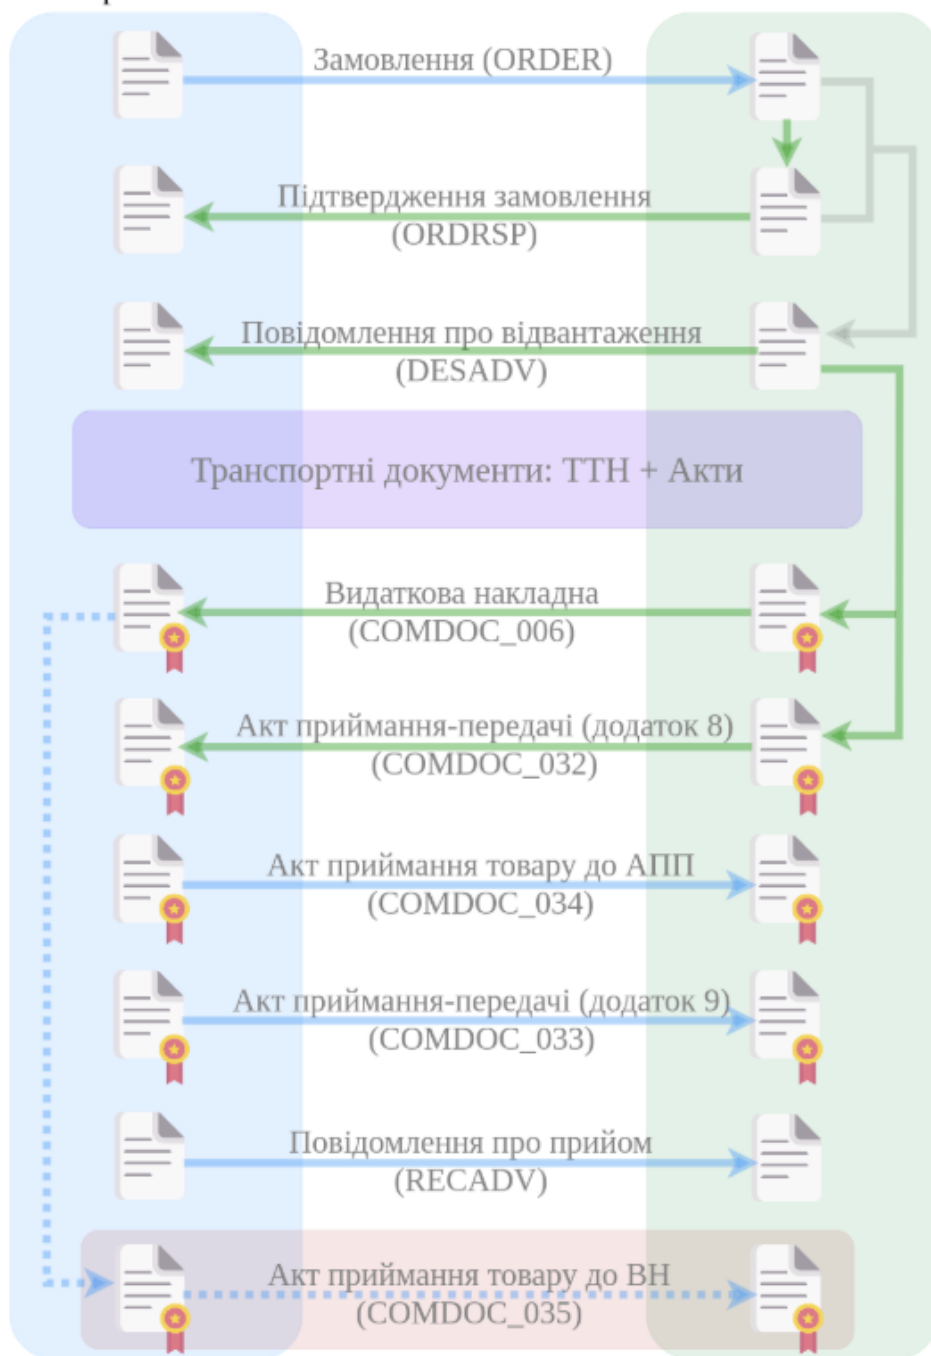 Замовлення (ORDER)
Підтвердження замовлення
(ORDRSP)
Повідомлення про відвантаження
(DESADV)
Транспортні документи: ТТН + Акти
Видаткова накладна
(COMDOC_006)
Акт приймання-передачі (додаток 8)
(COMDOC_032)
Акт приймання товару до АПП
(COMDOC_034)
Акт приймання-передачі (додаток 9)
(COMDOC_033)
Повідомлення про прийом
(RECADV)
Акт приймання товару до ВН
(COMDOC_035)